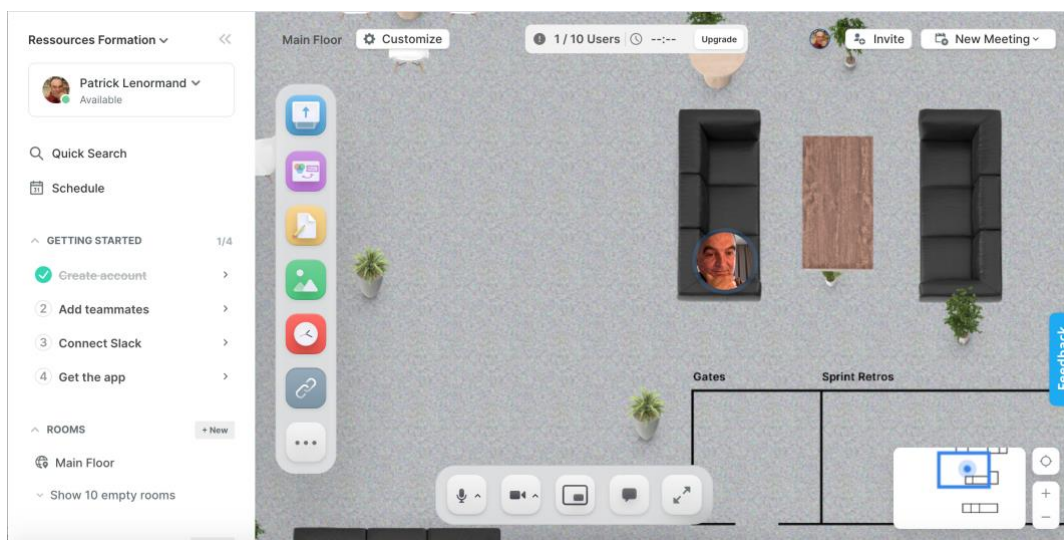 Ressources Formation
Patrick Lenormand
Available
Quick Search
31
Schedule
GETTING STARTED 1/4
Create account
2 Add teammates
3 Connect Slack
4 Get the app
ROOMS + New
Main Floor
Show 10 empty rooms
Main Floor Customize
1 / 10 Users --:-- Upgrade
Invite
New Meeting
Gates
Sprint Retros
Feedback